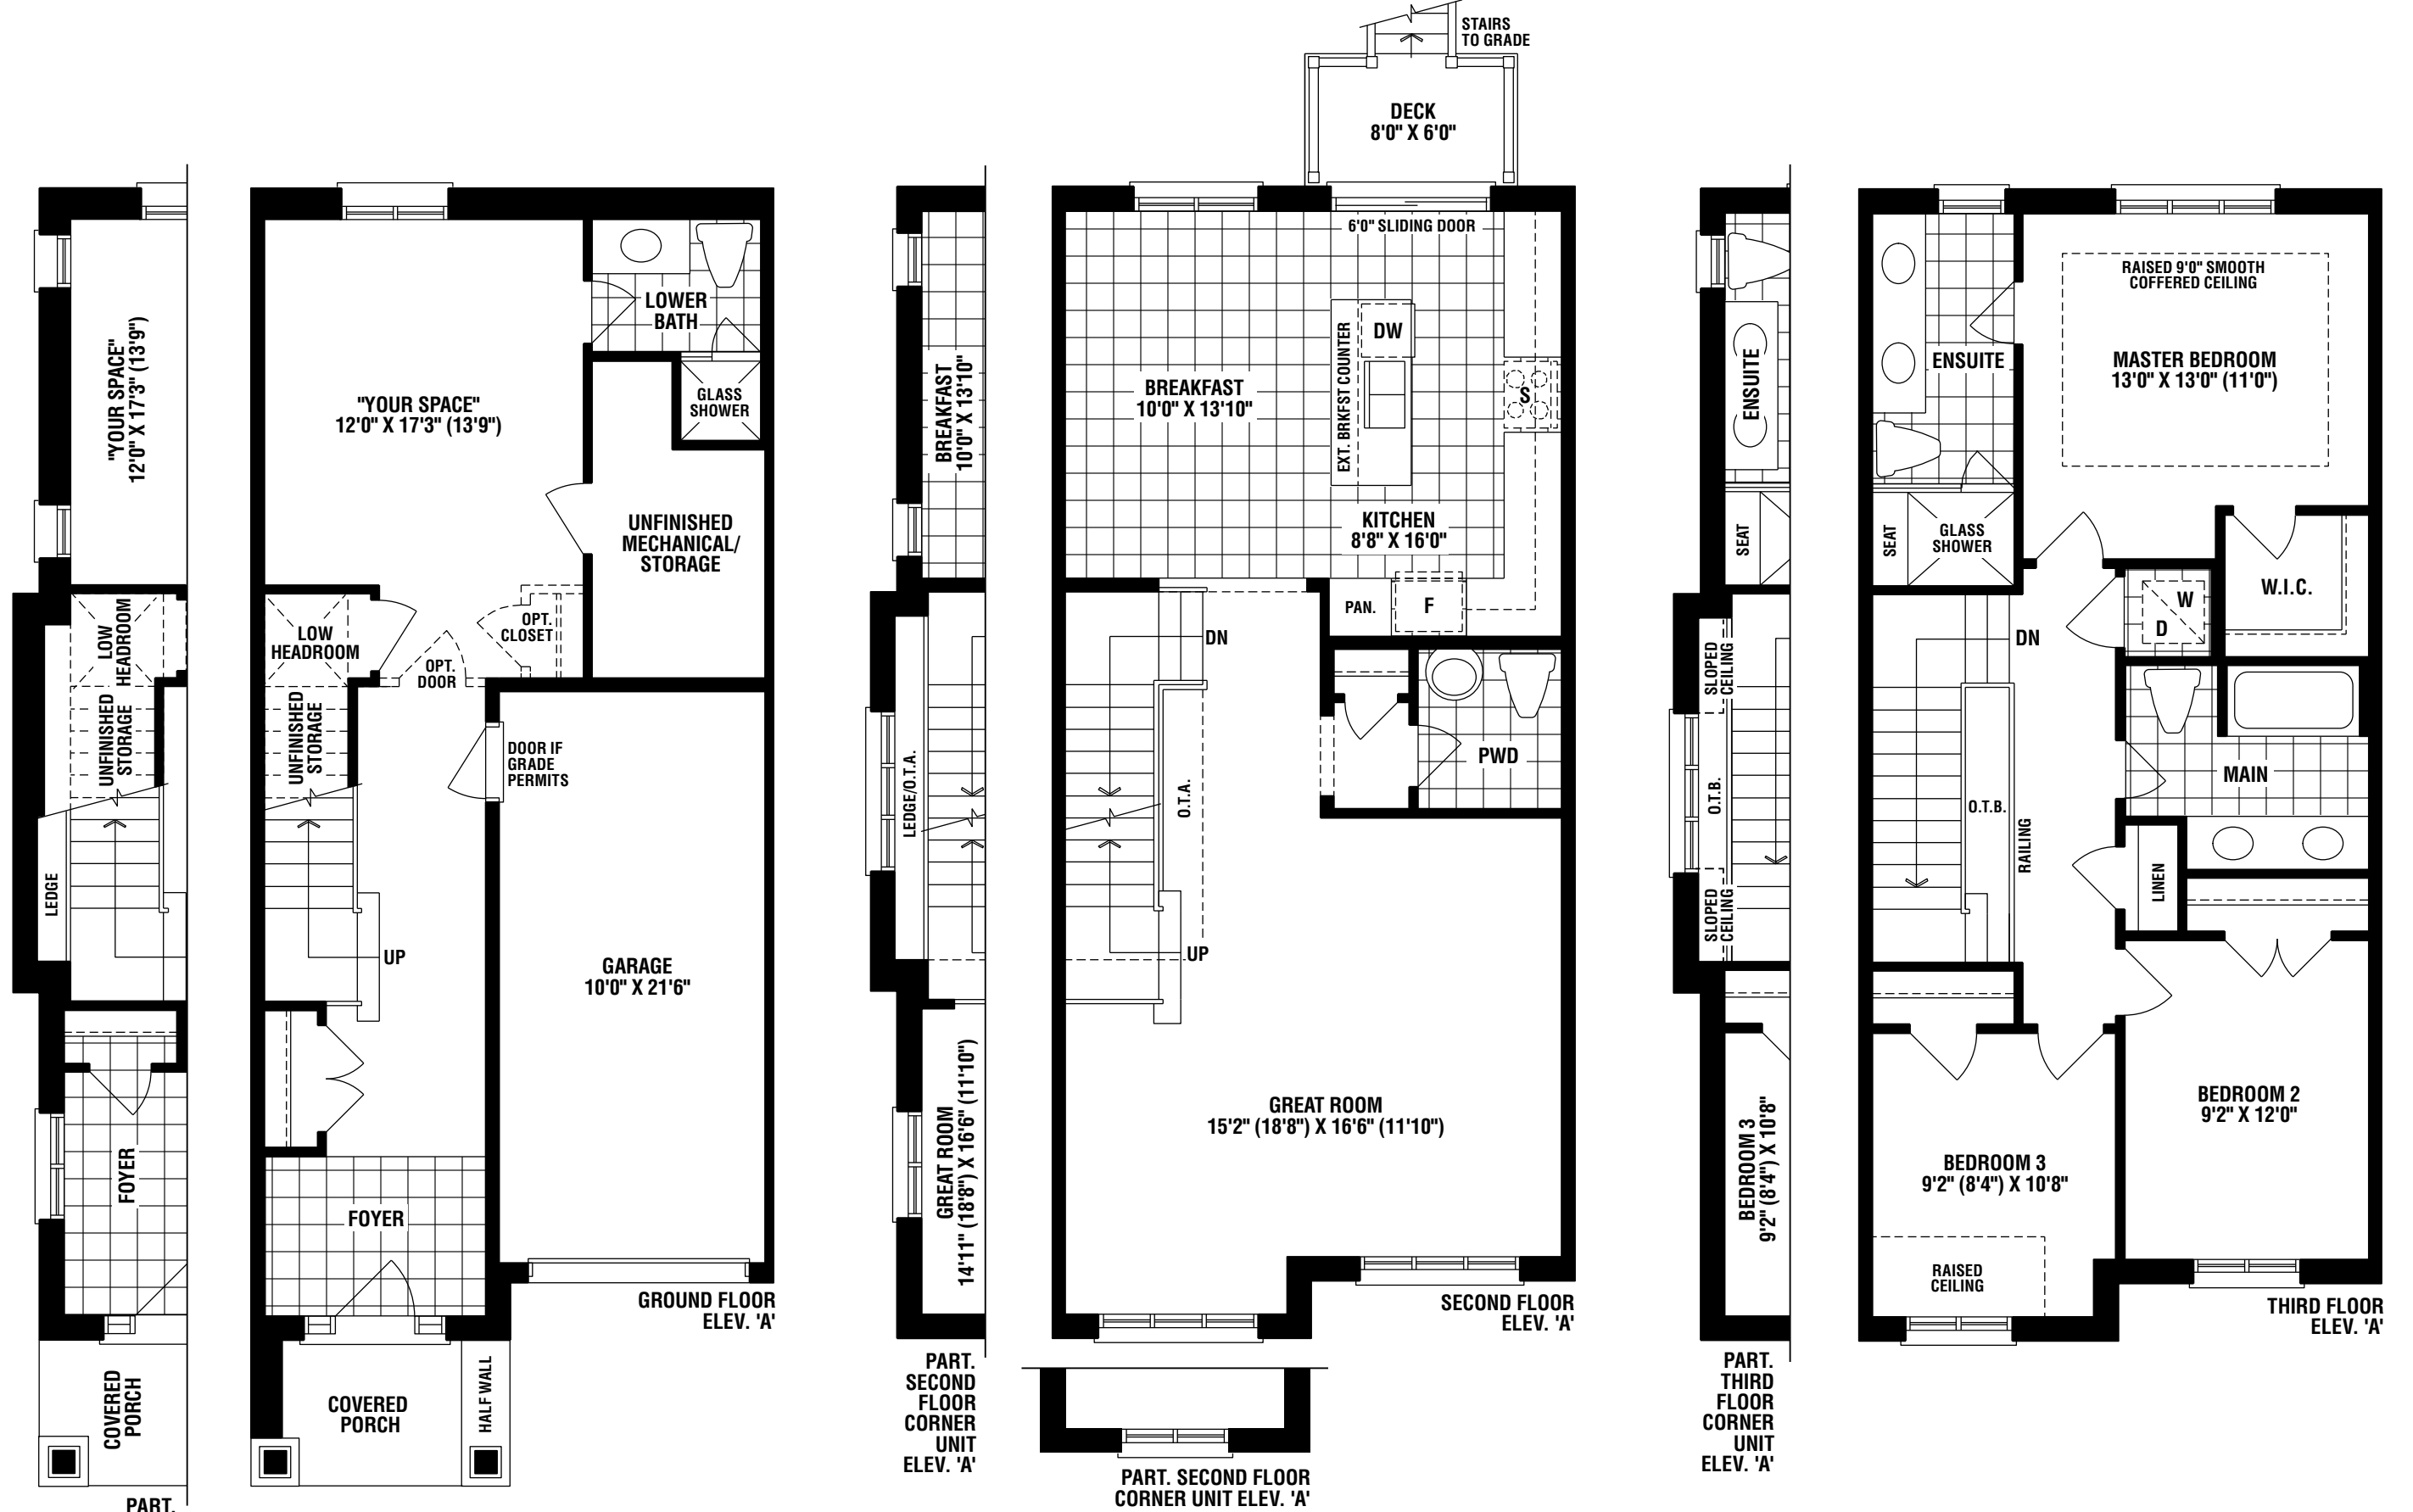 "YOUR SPACE"
12'0" X 17'3" (13'9")
LOW
HEADROOM
UNFINISHED
STORAGE
LEDGE
FOYER
COVERED
PORCH
PART.
"YOUR SPACE"
12'0" X 17'3" (13'9")
LOWER
BATH
GLASS
SHOWER
UNFINISHED
MECHANICAL/
STORAGE
LOW
HEADROOM
OPT.
CLOSET
OPT.
DOOR
UNFINISHED
STORAGE
DOOR IF
GRADE
PERMITS
UP
GARAGE
10'0" X 21'6"
FOYER
GROUND FLOOR
ELEV. 'A'
COVERED
PORCH
HALF WALL
BREAKFAST
10'0" X 13'10"
LEDGE/O.T.A.
GREAT ROOM
14'11" (18'8") X 16'6" (11'10")
PART.
SECOND
FLOOR
CORNER
UNIT
ELEV. 'A'
STAIRS
TO GRADE
DECK
8'0" X 6'0"
6'0" SLIDING DOOR
BREAKFAST
10'0" X 13'10"
EXT. BRKFST COUNTER
DW
S
KITCHEN
8'8" X 16'0"
PAN.
F
DN
PWD
O.T.A.
UP
GREAT ROOM
15'2" (18'8") X 16'6" (11'10")
SECOND FLOOR
ELEV. 'A'
PART. SECOND FLOOR
CORNER UNIT ELEV. 'A'
ENSUITE
SEAT
SLOPED
CEILING
O.T.B.
SLOPED
CEILING
BEDROOM 3
9'2" (8'4") X 10'8"
PART.
THIRD
FLOOR
CORNER
UNIT
ELEV. 'A'
RAISED 9'0" SMOOTH
COFFERED CEILING
ENSUITE
MASTER BEDROOM
13'0" X 13'0" (11'0")
SEAT
GLASS
SHOWER
W.I.C.
W
D
DN
MAIN
O.T.B.
RAILING
LINEN
BEDROOM 2
9'2" X 12'0"
BEDROOM 3
9'2" (8'4") X 10'8"
RAISED
CEILING
THIRD FLOOR
ELEV. 'A'